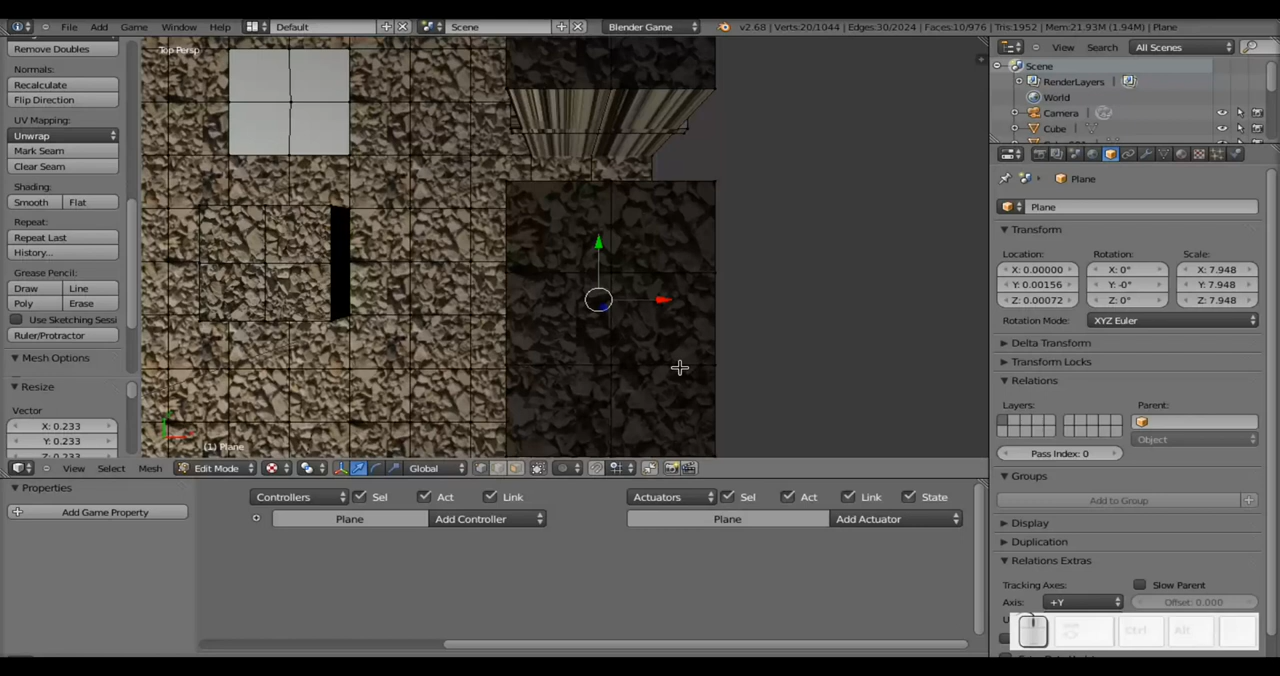 File Add Game Window Help Default Scene Blender Game v2.68 | Verts:20/1044 | Edges:30/2024 | Faces:10/976 | Tris:1952 | Mem:21.93M (1.94M) | Plane
Remove Doubles
Normals:
Recalculate
Flip Direction
UV Mapping:
Unwrap
Mark Seam
Clear Seam
Shading:
Smooth Flat
Repeat:
Repeat Last
History...
Grease Pencil:
Draw Line
Poly Erase
Use Sketching Sessi
Ruler/Protractor
Mesh Options
Resize
Vector
X: 0.233
Y: 0.233
Z: 0.233
Top Persp
(1) Plane
View Select Mesh Edit Mode Global
View Search All Scenes
Scene
RenderLayers
World
Camera
Cube
Plane
Plane
Transform
Location: Rotation: Scale:
X: 0.00000 X: 0° X: 7.948
Y: 0.00156 Y: -0° Y: 7.948
Z: 0.00072 Z: 0° Z: 7.948
Rotation Mode: XYZ Euler
Delta Transform
Transform Locks
Relations
Layers: Parent:
Object
Pass Index: 0
Groups
Add to Group
Display
Duplication
Relations Extras
Tracking Axes: Slow Parent
Axis: +Y Offset: 0.000
Ctrl Alt
Properties
Add Game Property
Controllers Sel Act Link
Plane Add Controller
Actuators Sel Act Link State
Plane Add Actuator